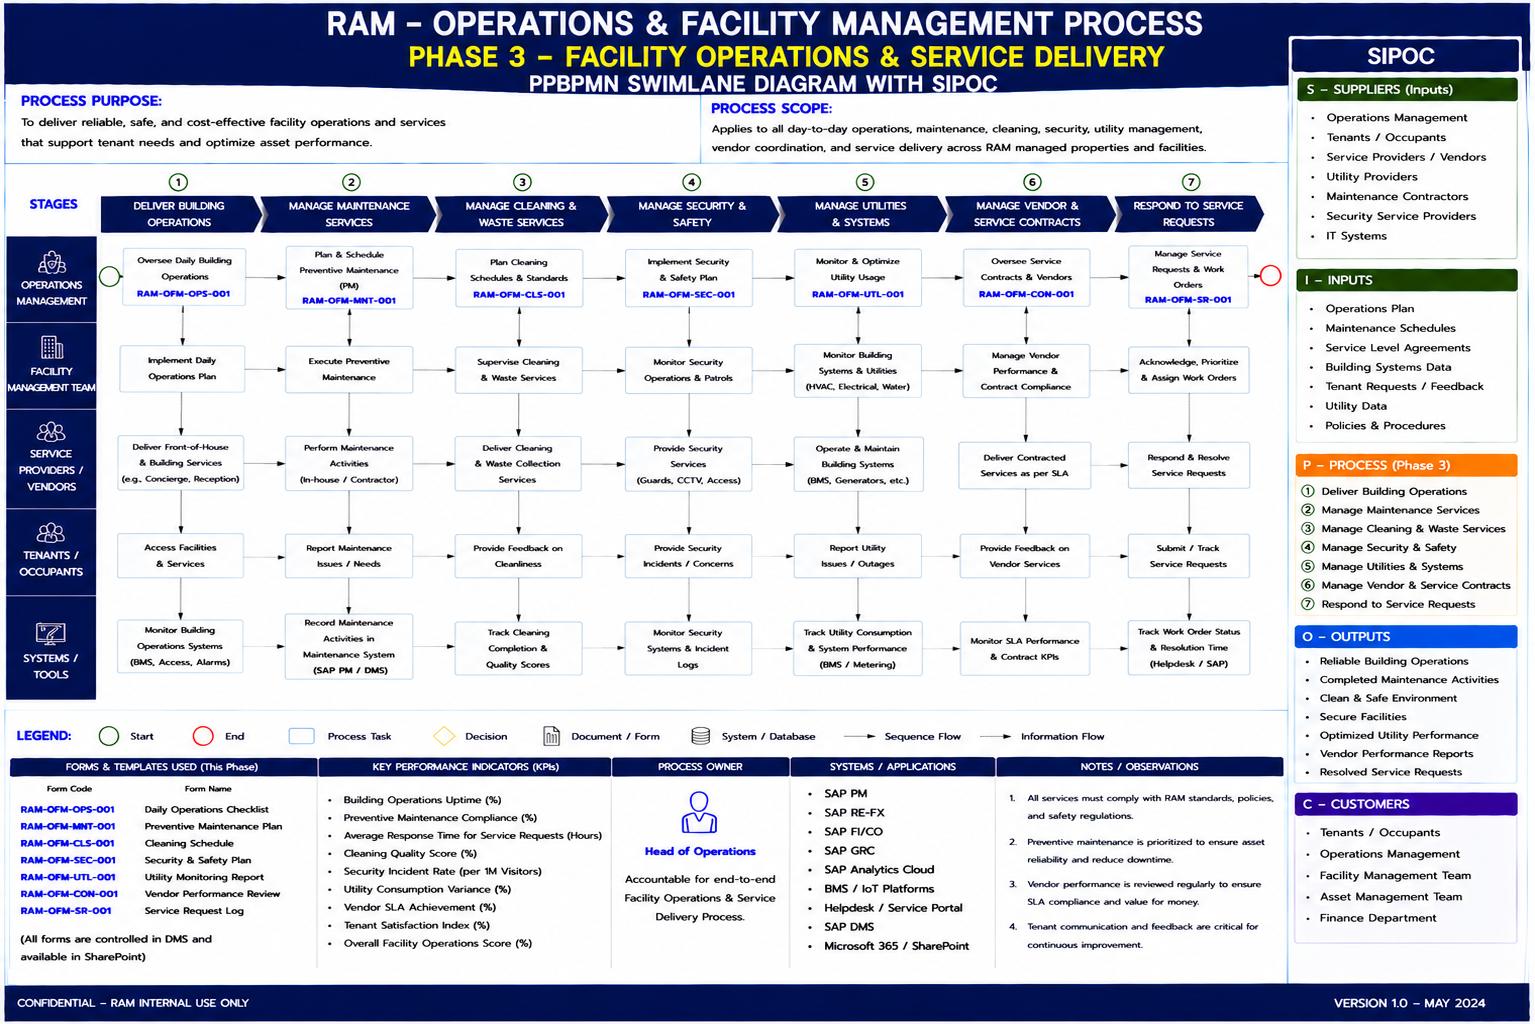 RAM – OPERATIONS & FACILITY MANAGEMENT PROCESS
PHASE 3 – FACILITY OPERATIONS & SERVICE DELIVERY
PPBPMN SWIMLANE DIAGRAM WITH SIPOC
PROCESS PURPOSE:
To deliver reliable, safe, and cost-effective facility operations and services
that support tenant needs and optimize asset performance.
PROCESS SCOPE:
Applies to all day-to-day operations, maintenance, cleaning, security, utility management,
vendor coordination, and service delivery across RAM managed properties and facilities.
STAGES
1
DELIVER BUILDING
OPERATIONS
2
MANAGE MAINTENANCE
SERVICES
3
MANAGE CLEANING &
WASTE SERVICES
4
MANAGE SECURITY &
SAFETY
5
MANAGE UTILITIES
& SYSTEMS
6
MANAGE VENDOR &
SERVICE CONTRACTS
7
RESPOND TO SERVICE
REQUESTS
OPERATIONS
MANAGEMENT
Oversee Daily Building
Operations
RAM-OFM-OPS-001
Plan & Schedule
Preventive Maintenance
(PM)
RAM-OFM-MNT-001
Plan Cleaning
Schedules & Standards
RAM-OFM-CLS-001
Implement Security
& Safety Plan
RAM-OFM-SEC-001
Monitor & Optimize
Utility Usage
RAM-OFM-UTL-001
Oversee Service
Contracts & Vendors
RAM-OFM-CON-001
Manage Service
Requests & Work
Orders
RAM-OFM-SR-001
FACILITY
MANAGEMENT TEAM
Implement Daily
Operations Plan
Execute Preventive
Maintenance
Supervise Cleaning
& Waste Services
Monitor Security
Operations & Patrols
Monitor Building
Systems & Utilities
(HVAC, Electrical, Water)
Manage Vendor
Performance &
Contract Compliance
Acknowledge, Prioritize
& Assign Work Orders
SERVICE
PROVIDERS /
VENDORS
Deliver Front-of-House
& Building Services
(e.g., Concierge, Reception)
Perform Maintenance
Activities
(In-house / Contractor)
Deliver Cleaning
& Waste Collection
Services
Provide Security
Services
(Guards, CCTV, Access)
Operate & Maintain
Building Systems
(BMS, Generators, etc.)
Deliver Contracted
Services as per SLA
Respond & Resolve
Service Requests
TENANTS /
OCCUPANTS
Access Facilities
& Services
Report Maintenance
Issues / Needs
Provide Feedback on
Cleanliness
Provide Security
Incidents / Concerns
Report Utility
Issues / Outages
Provide Feedback on
Vendor Services
Submit / Track
Service Requests
SYSTEMS /
TOOLS
Monitor Building
Operations Systems
(BMS, Access, Alarms)
Record Maintenance
Activities in
Maintenance System
(SAP PM / DMS)
Track Cleaning
Completion &
Quality Scores
Monitor Security
Systems & Incident
Logs
Track Utility Consumption
& System Performance
(BMS / Metering)
Monitor SLA Performance
& Contract KPIs
Track Work Order Status
& Resolution Time
(Helpdesk / SAP)
LEGEND:
Start
End
Process Task
Decision
Document / Form
System / Database
Sequence Flow
Information Flow
FORMS & TEMPLATES USED (This Phase)
Form Code Form Name
RAM-OFM-OPS-001 Daily Operations Checklist
RAM-OFM-MNT-001 Preventive Maintenance Plan
RAM-OFM-CLS-001 Cleaning Schedule
RAM-OFM-SEC-001 Security & Safety Plan
RAM-OFM-UTL-001 Utility Monitoring Report
RAM-OFM-CON-001 Vendor Performance Review
RAM-OFM-SR-001 Service Request Log
(All forms are controlled in DMS and
available in SharePoint)
KEY PERFORMANCE INDICATORS (KPIs)
• Building Operations Uptime (%)
• Preventive Maintenance Compliance (%)
• Average Response Time for Service Requests (Hours)
• Cleaning Quality Score (%)
• Security Incident Rate (per 1M Visitors)
• Utility Consumption Variance (%)
• Vendor SLA Achievement (%)
• Tenant Satisfaction Index (%)
• Overall Facility Operations Score (%)
PROCESS OWNER
Head of Operations
Accountable for end-to-end
Facility Operations & Service
Delivery Process.
SYSTEMS / APPLICATIONS
• SAP PM
• SAP RE-FX
• SAP FI/CO
• SAP GRC
• SAP Analytics Cloud
• BMS / IoT Platforms
• Helpdesk / Service Portal
• SAP DMS
• Microsoft 365 / SharePoint
NOTES / OBSERVATIONS
1. All services must comply with RAM standards, policies,
and safety regulations.
2. Preventive maintenance is prioritized to ensure asset
reliability and reduce downtime.
3. Vendor performance is reviewed regularly to ensure
SLA compliance and value for money.
4. Tenant communication and feedback are critical for
continuous improvement.
SIPOC
S – SUPPLIERS (Inputs)
• Operations Management
• Tenants / Occupants
• Service Providers / Vendors
• Utility Providers
• Maintenance Contractors
• Security Service Providers
• IT Systems
I – INPUTS
• Operations Plan
• Maintenance Schedules
• Service Level Agreements
• Building Systems Data
• Tenant Requests / Feedback
• Utility Data
• Policies & Procedures
P – PROCESS (Phase 3)
1 Deliver Building Operations
2 Manage Maintenance Services
3 Manage Cleaning & Waste Services
4 Manage Security & Safety
5 Manage Utilities & Systems
6 Manage Vendor & Service Contracts
7 Respond to Service Requests
O – OUTPUTS
• Reliable Building Operations
• Completed Maintenance Activities
• Clean & Safe Environment
• Secure Facilities
• Optimized Utility Performance
• Vendor Performance Reports
• Resolved Service Requests
C – CUSTOMERS
• Tenants / Occupants
• Operations Management
• Facility Management Team
• Asset Management Team
• Finance Department
CONFIDENTIAL – RAM INTERNAL USE ONLY
VERSION 1.0 – MAY 2024